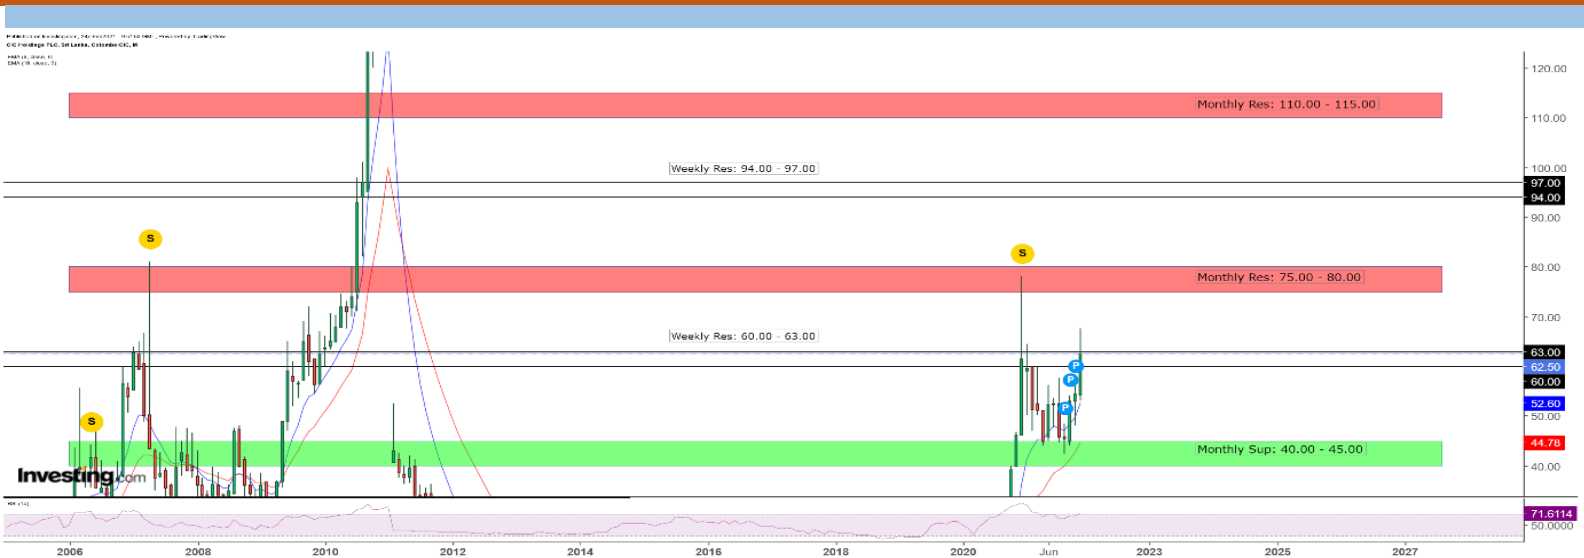 CIC Holdings PLC, Sri Lanka, Colombo:CIC, M
120.00
Monthly Res: 110.00 - 115.00
110.00
Weekly Res: 94.00 - 97.00
100.00
97.00
94.00
90.00
S
S
80.00
Monthly Res: 75.00 - 80.00
70.00
Weekly Res: 60.00 - 63.00
63.00
P
62.50
P
60.00
52.60
P
50.00
S
44.78
Monthly Sup: 40.00 - 45.00
40.00
Investing.com
71.6114
50.0000
2006 2008 2010 2012 2014 2016 2018 2020 Jun 2023 2025 2027